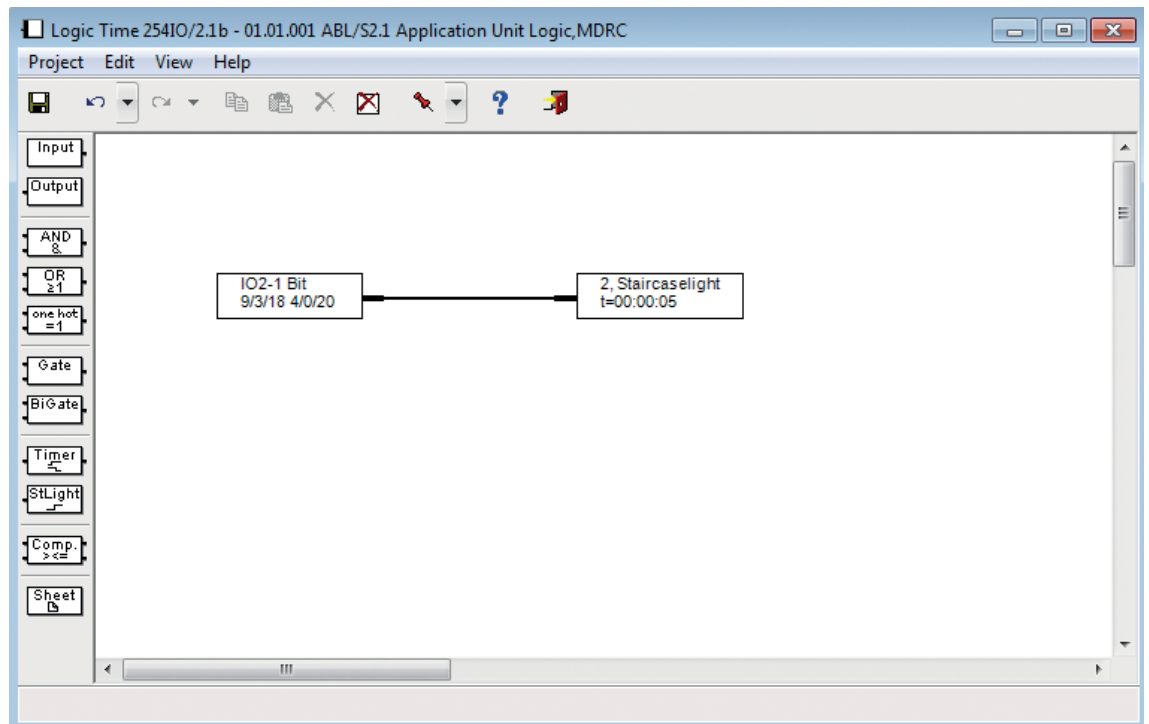 Logic Time 254IO/2.1b - 01.01.001 ABL/S2.1 Application Unit Logic,MDRC
Project Edit View Help
?
Input
Output
AND
&
OR
≥1
one hot
=1
Gate
BiGate
Timer
StLight
Comp.
><=
Sheet
IO2-1 Bit
9/3/18 4/0/20
2, Staircaselight
t=00:00:05